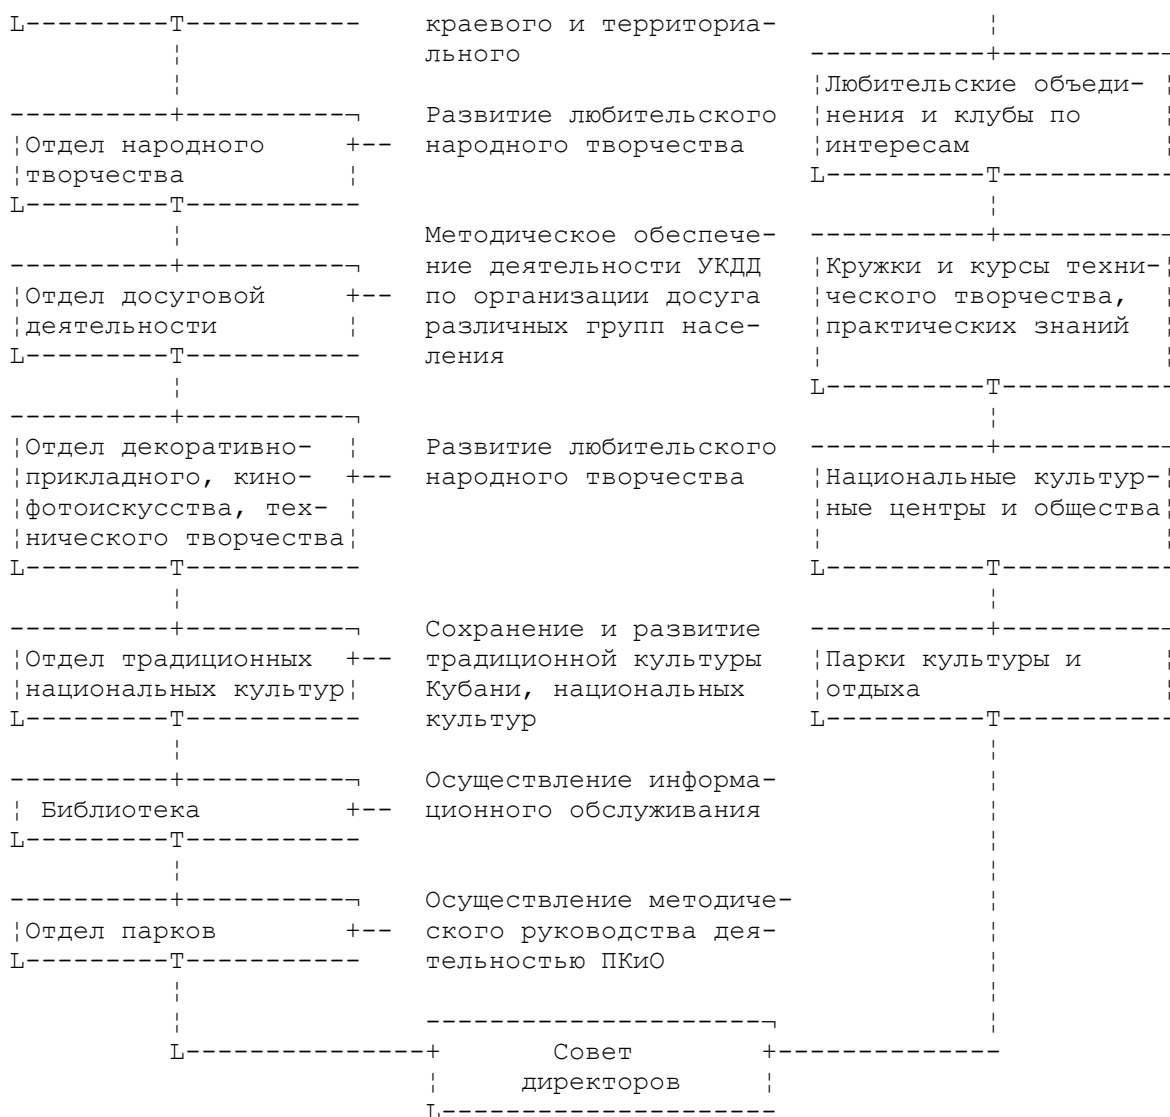 краевого и территориа-
льного
Любительские объеди-
нения и клубы по
интересам
Отдел народного
творчества
Развитие любительского
народного творчества
Отдел досуговой
деятельности
Методическое обеспече-
ние деятельности УКДД
по организации досуга
различных групп насе-
ления
Кружки и курсы техни-
ческого творчества,
практических знаний
Отдел декоративно-
прикладного, кино-
фотоискусства, тех-
нического творчества
Развитие любительского
народного творчества
Национальные культур-
ные центры и общества
Отдел традиционных
национальных культур
Сохранение и развитие
традиционной культуры
Кубани, национальных
культур
Парки культуры и
отдыха
Библиотека
Осуществление информа-
ционного обслуживания
Отдел парков
Осуществление методиче-
ского руководства дея-
тельностью ПКиО
Совет
директоров